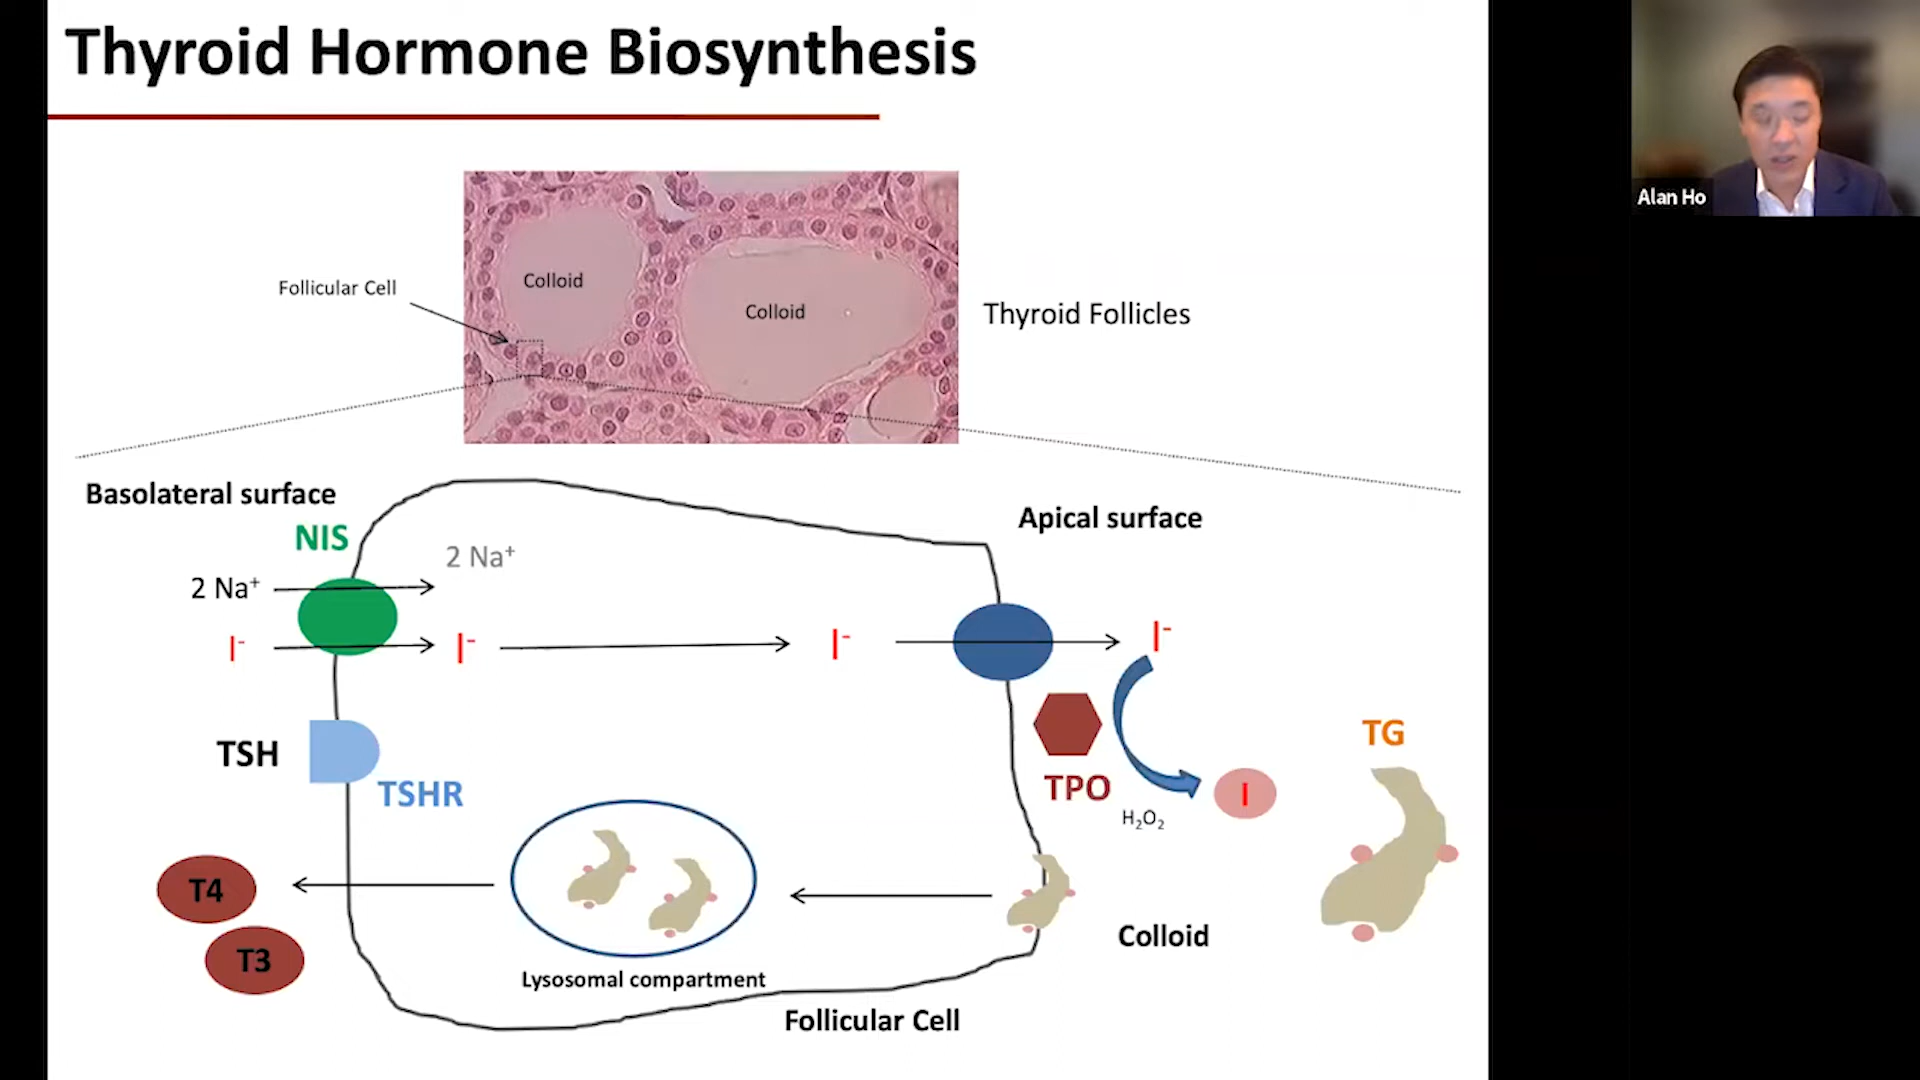 Thyroid Hormone Biosynthesis
Alan Ho
Follicular Cell
Colloid
Colloid
Thyroid Follicles
Basolateral surface
Apical surface
NIS
2 Na⁺
2 Na⁺
I⁻
I⁻
I⁻
I⁻
TSH
TSHR
TPO
H₂O₂
I
TG
T4
T3
Lysosomal compartment
Colloid
Follicular Cell